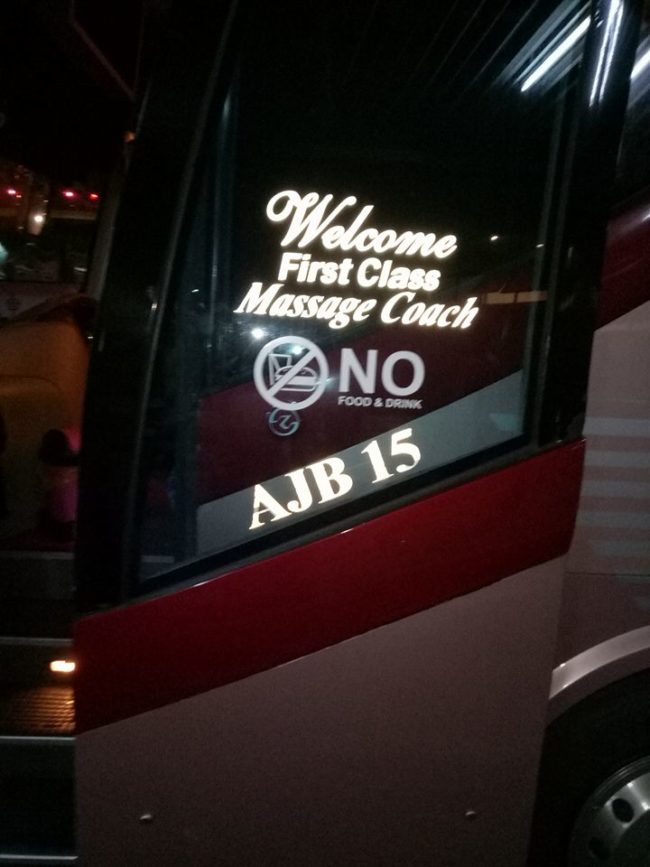 Welcome
First Class
Massage Coach
NO
FOOD & DRINK
AJB 15